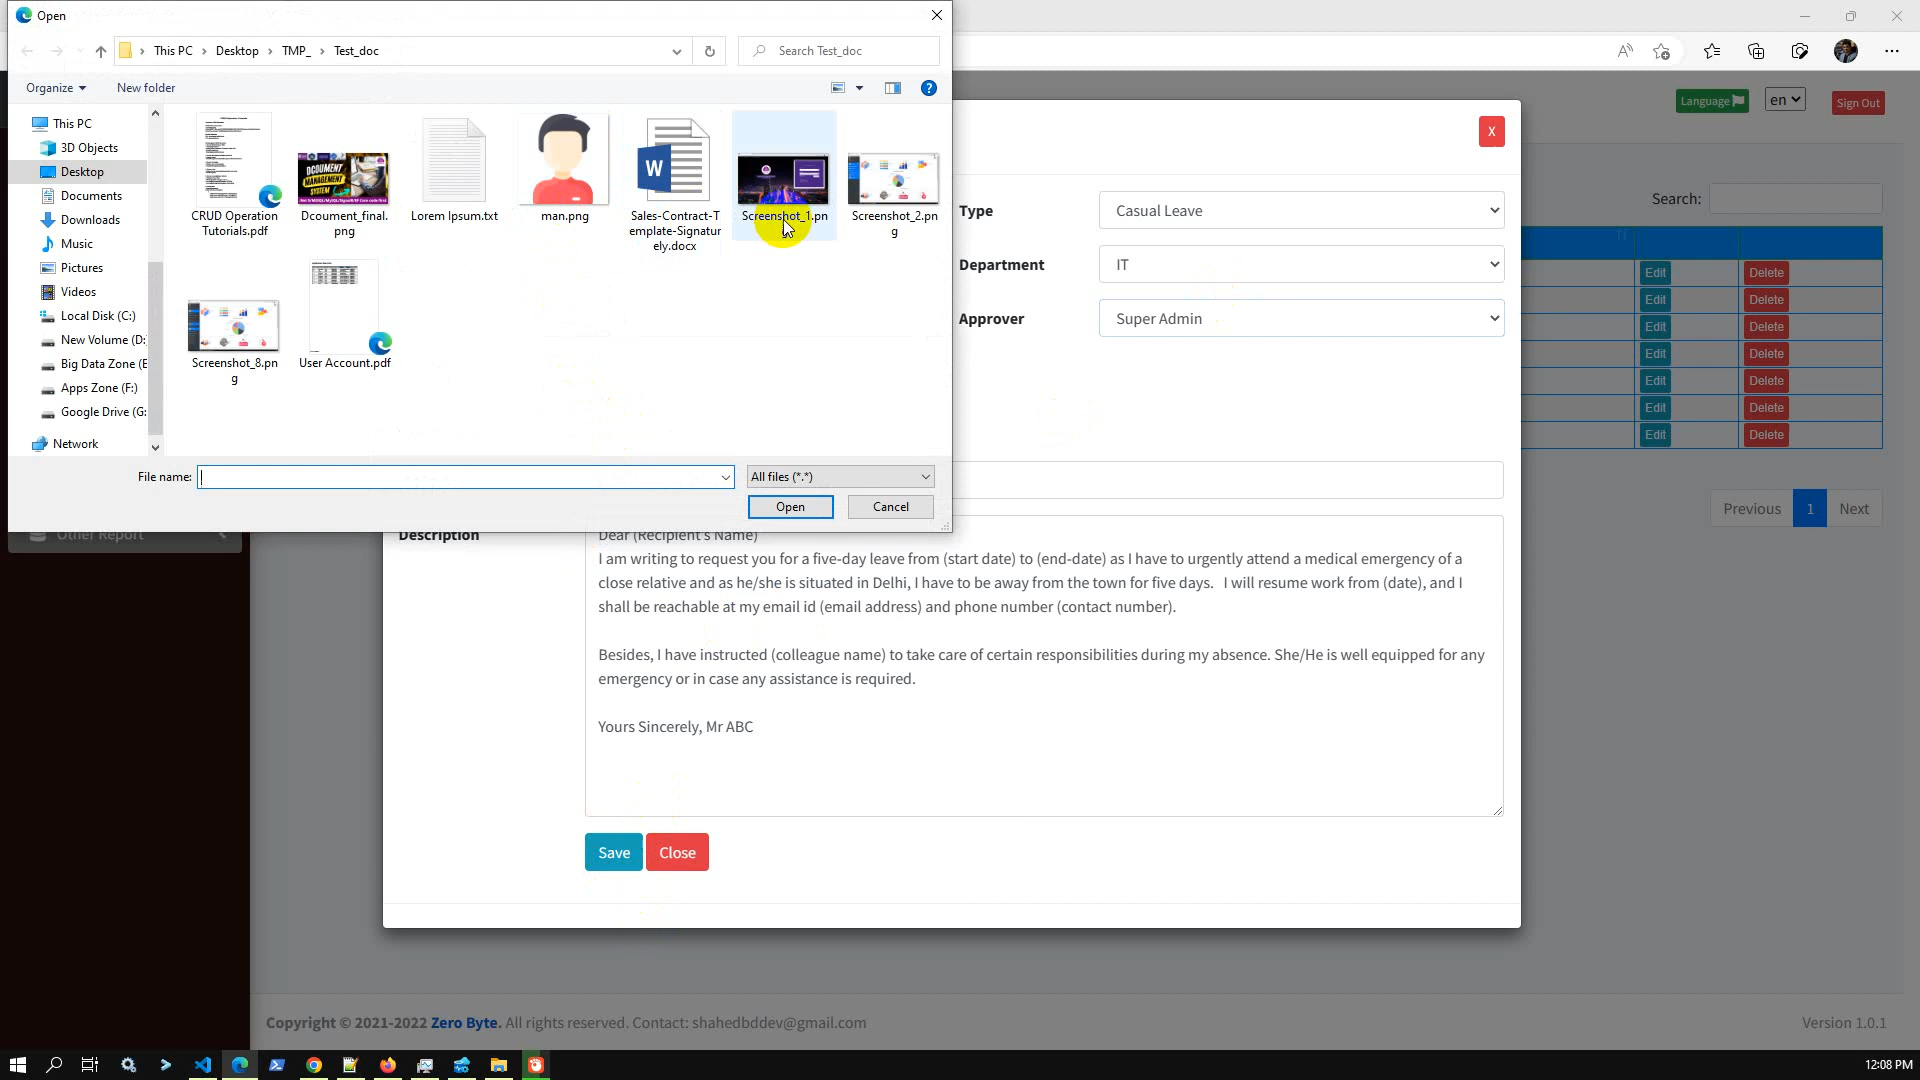 Open
This PC > Desktop > TMP_ > Test_doc
Search Test_doc
Organize
New folder
This PC
3D Objects
Desktop
Documents
Downloads
Music
Pictures
Videos
Local Disk (C:)
New Volume (D:
Big Data Zone (E
Apps Zone (F:)
Google Drive (G:
Network
CRUD Operation
Tutorials.pdf
DCOUMENT
MANAGEMENT
SYSTEM
Dcoument_final.
png
Lorem Ipsum.txt
man.png
W
Sales-Contract-T
emplate-Signatur
ely.docx
Screenshot_1.pn
g
Screenshot_2.pn
g
Screenshot_8.pn
g
User Account.pdf
File name:
All files (*.*)
Open
Cancel
Language
en
Sign Out
X
Search:
Type
Casual Leave
Department
IT
Approver
Super Admin
Edit Delete
Edit Delete
Edit Delete
Edit Delete
Edit Delete
Edit Delete
Edit Delete
Previous 1 Next
Other Report
Description
Dear (Recipient's Name)
I am writing to request you for a five-day leave from (start date) to (end-date) as I have to urgently attend a medical emergency of a
close relative and as he/she is situated in Delhi, I have to be away from the town for five days.   I will resume work from (date), and I
shall be reachable at my email id (email address) and phone number (contact number).
Besides, I have instructed (colleague name) to take care of certain responsibilities during my absence. She/He is well equipped for any
emergency or in case any assistance is required.
Yours Sincerely, Mr ABC
Save
Close
Copyright © 2021-2022 Zero Byte. All rights reserved. Contact: shahedbddev@gmail.com
Version 1.0.1
12:08 PM